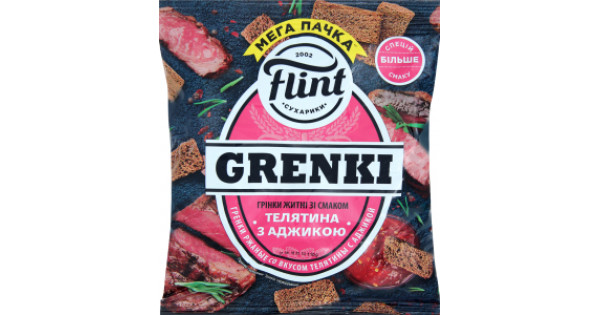 МЕГА ПАЧКА
2002
flint
•СУХАРИКИ•
СПЕЦІЙ
БІЛЬШЕ
СМАКУ
GRENKI
ГРІНКИ ЖИТНІ ЗІ СМАКОМ
ТЕЛЯТИНА
З АДЖИКОЮ
ГРЕНКИ РЖАНЫЕ СО ВКУСОМ ТЕЛЯТИНЫ С АДЖИКОЙ